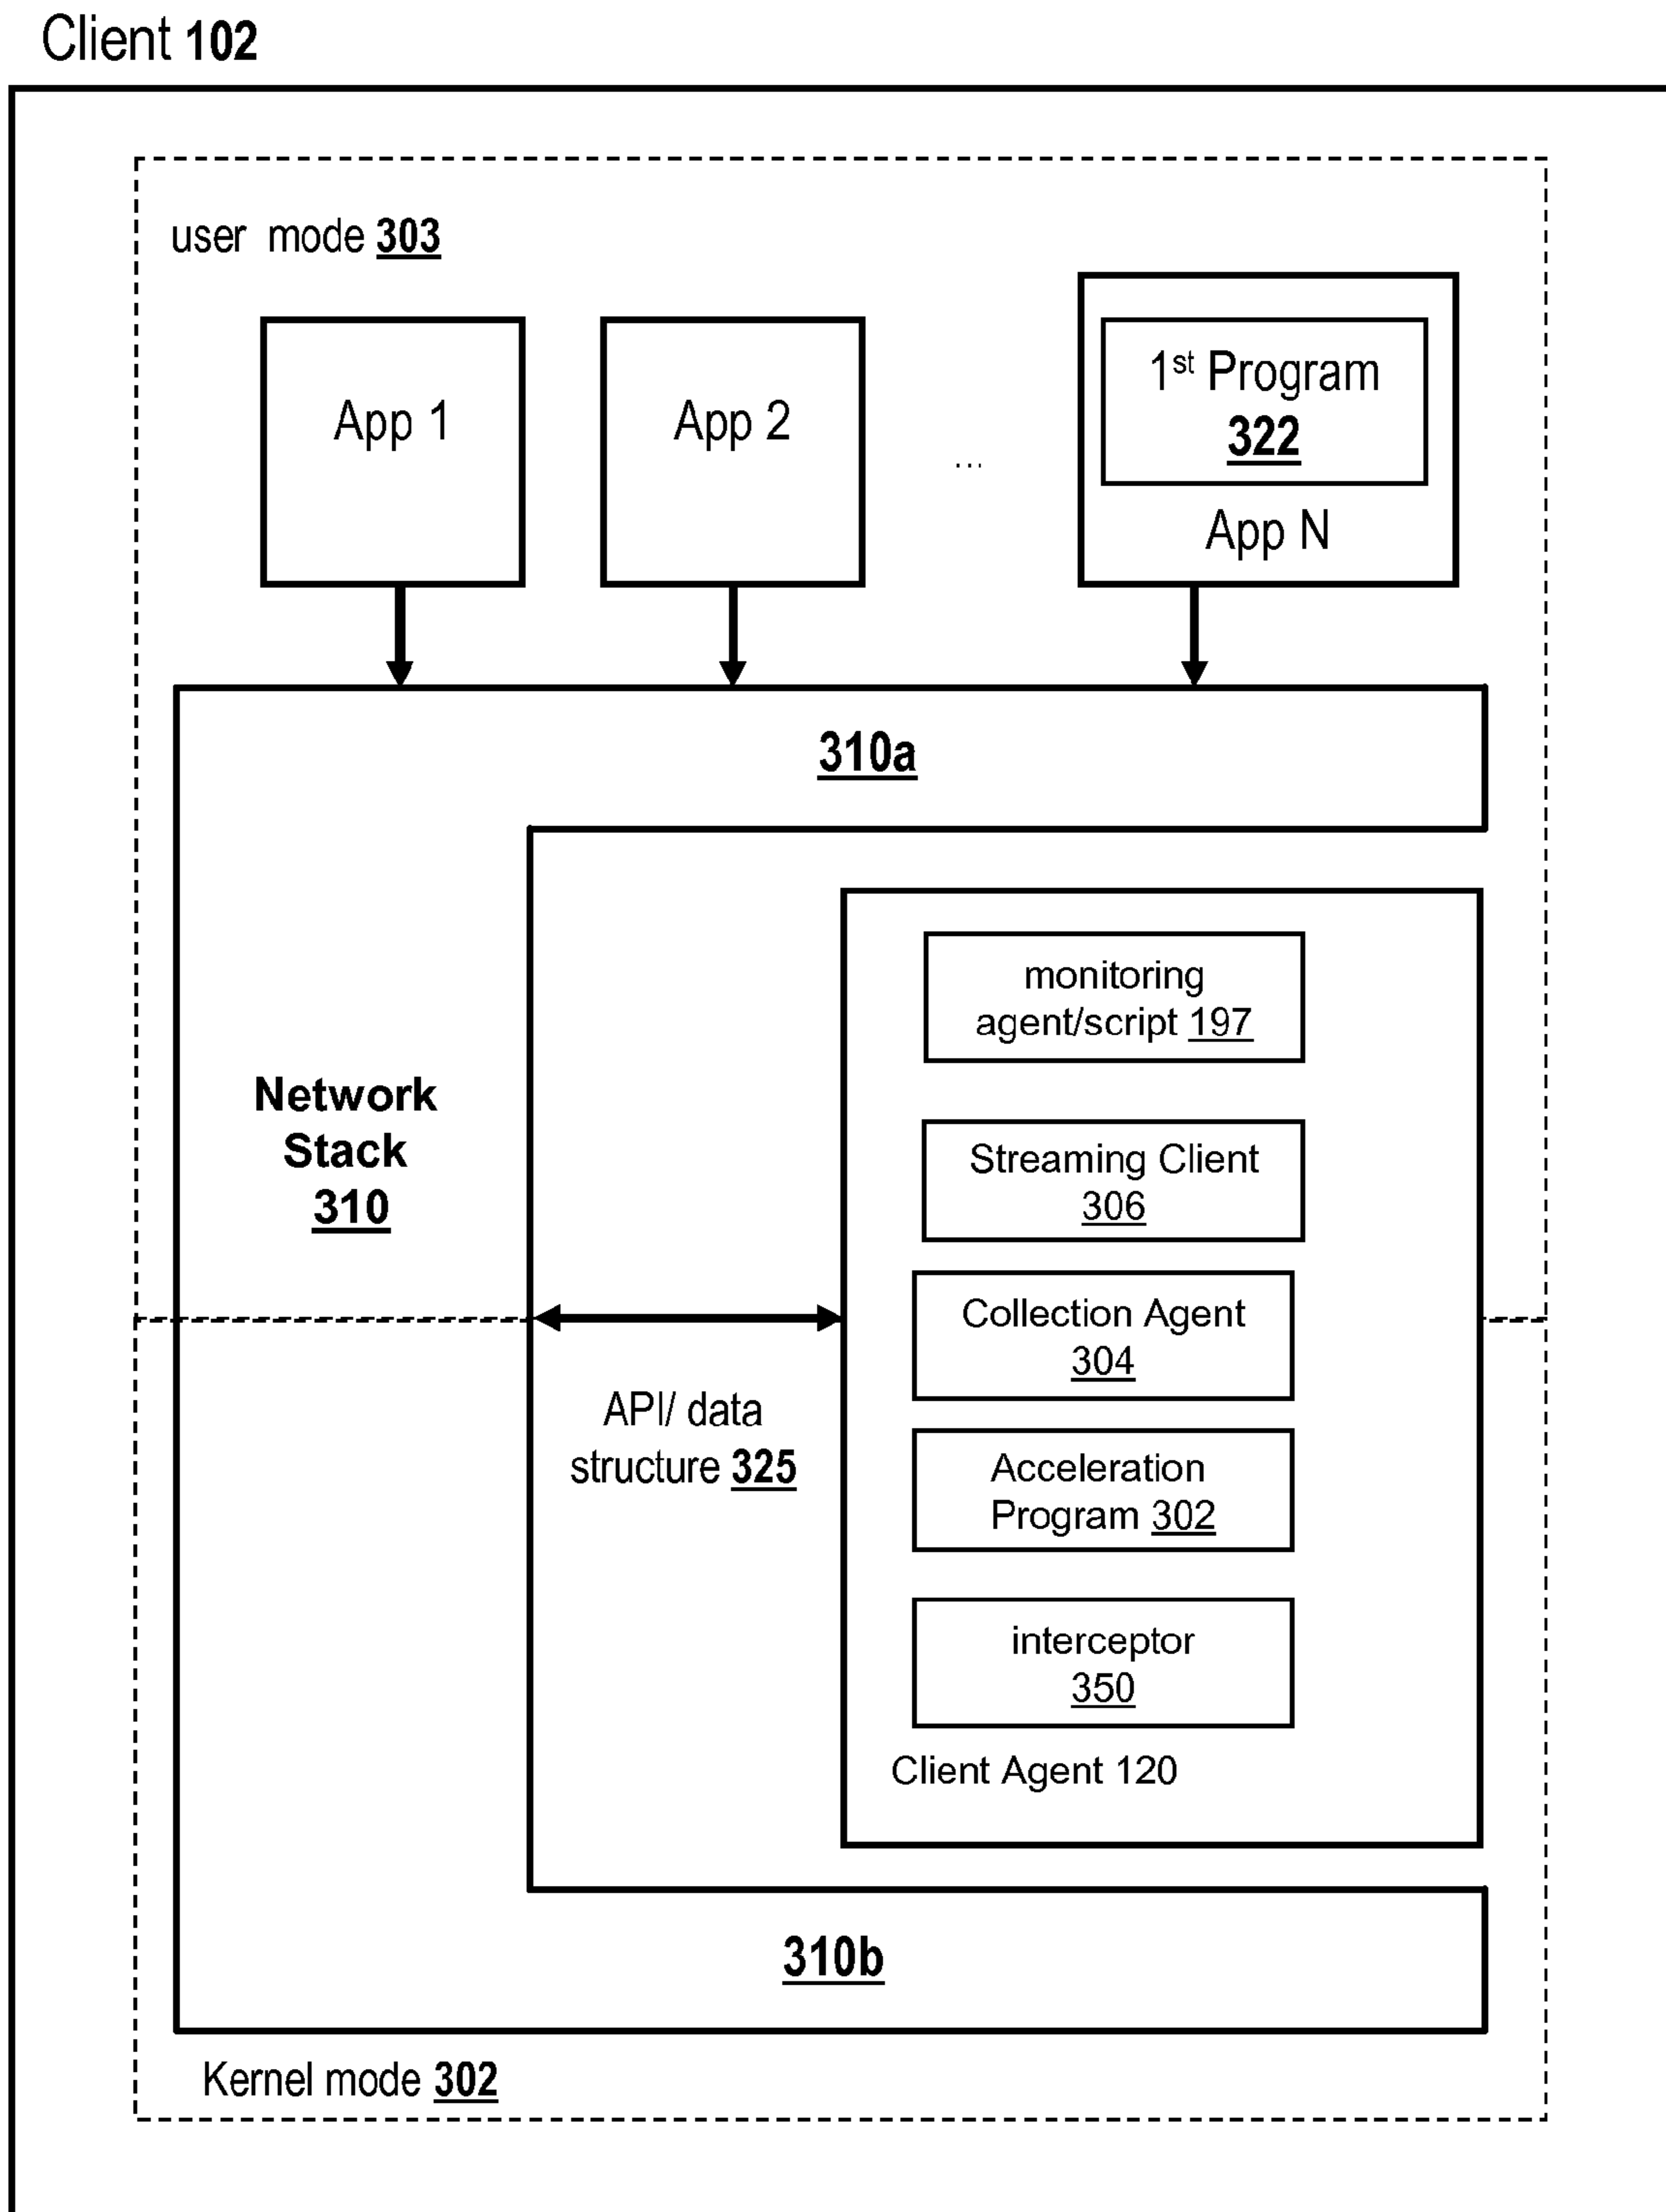 Client 102
user mode 303
App 1
App 2
...
1st Program
322
App N
310a
Network
Stack
310
monitoring
agent/script 197
Streaming Client
306
Collection Agent
304
API/ data
structure 325
Acceleration
Program 302
interceptor
350
Client Agent 120
310b
Kernel mode 302